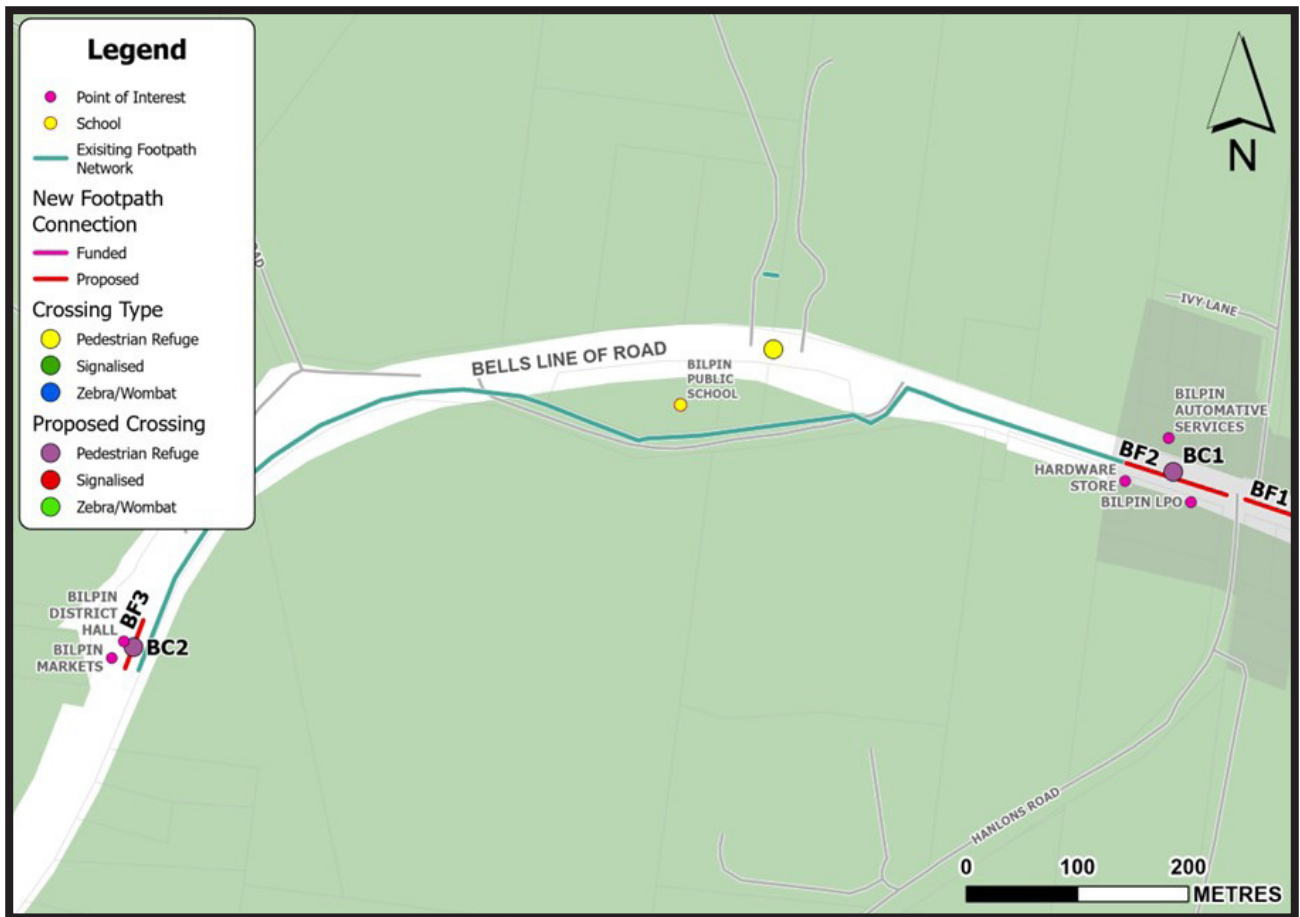 Legend
Point of Interest
School
Exisiting Footpath
Network
New Footpath
Connection
Funded
Proposed
Crossing Type
Pedestrian Refuge
Signalised
Zebra/Wombat
Proposed Crossing
Pedestrian Refuge
Signalised
Zebra/Wombat
N
IVY LANE
BELLS LINE OF ROAD
BILPIN
PUBLIC
SCHOOL
BILPIN
AUTOMATIVE
SERVICES
BF2
BC1
HARDWARE
STORE
BILPIN LPO
BF1
BILPIN
DISTRICT
HALL
BF3
BC2
BILPIN
MARKETS
HANLONS ROAD
0 100 200
METRES